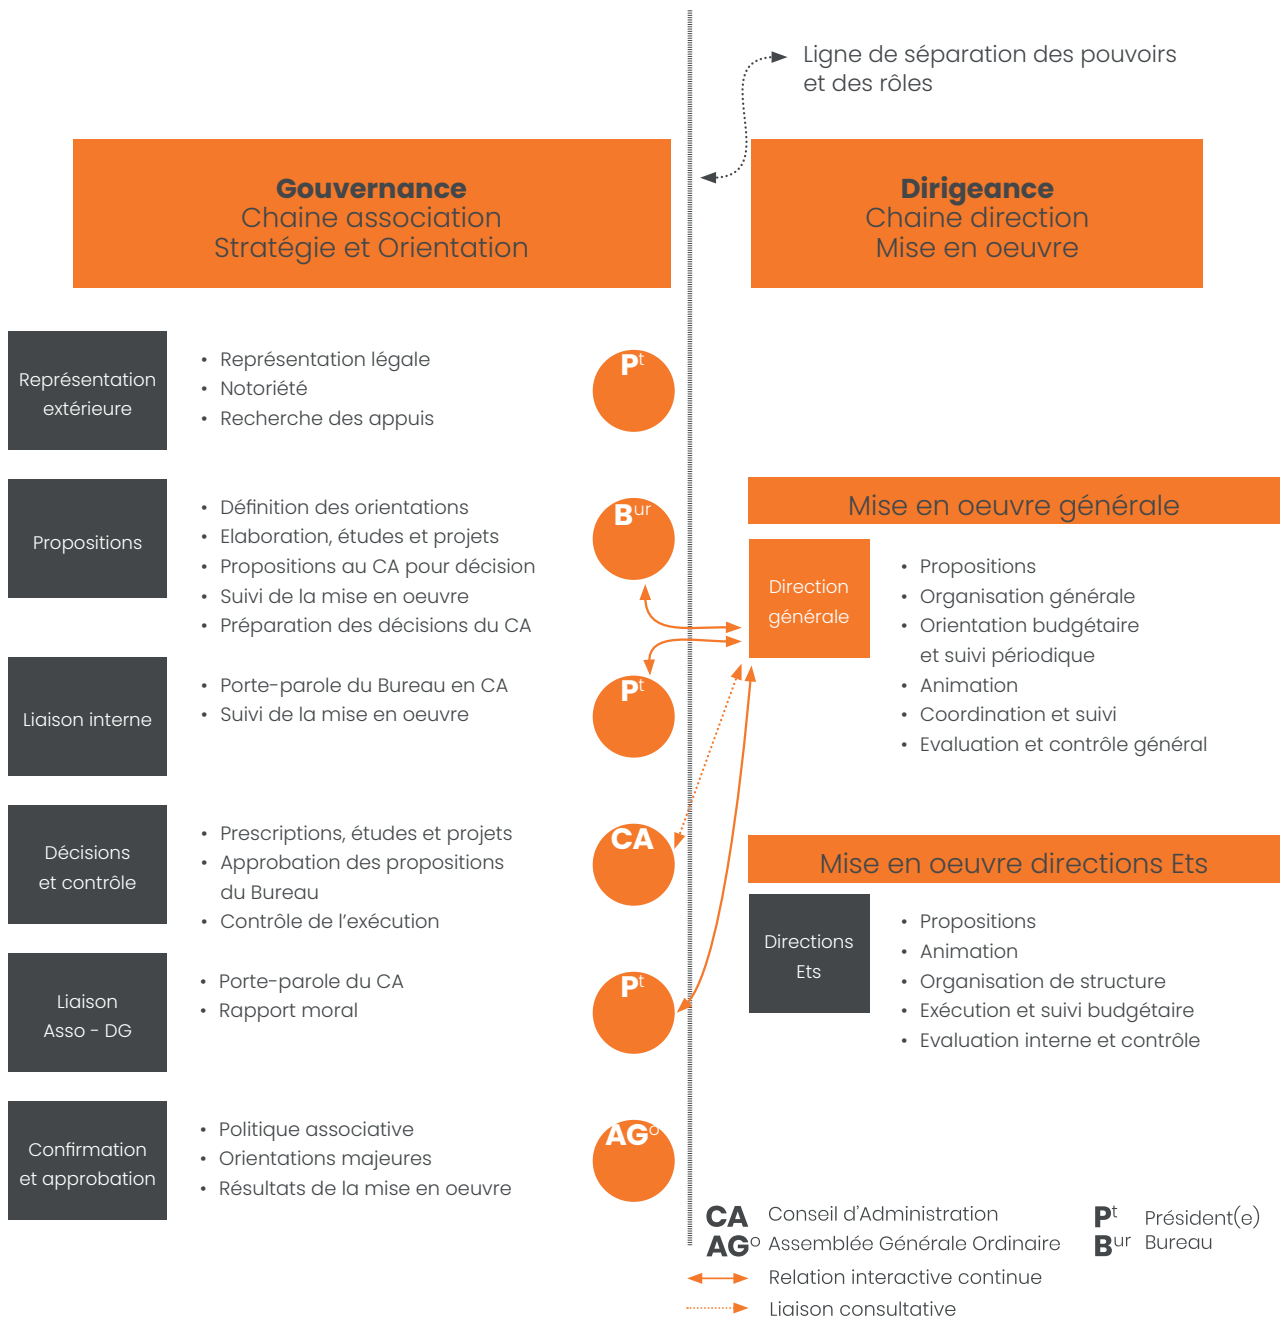 Ligne de séparation des pouvoirs
et des rôles
Gouvernance
Chaine association
Stratégie et Orientation
Dirigeance
Chaine direction
Mise en oeuvre
Représentation
extérieure
• Représentation légale
• Notoriété
• Recherche des appuis
Pt
Propositions
• Définition des orientations
• Elaboration, études et projets
• Propositions au CA pour décision
• Suivi de la mise en oeuvre
• Préparation des décisions du CA
Bur
Liaison interne
• Porte-parole du Bureau en CA
• Suivi de la mise en oeuvre
Pt
Décisions
et contrôle
• Prescriptions, études et projets
• Approbation des propositions
du Bureau
• Contrôle de l'exécution
CA
Liaison
Asso - DG
• Porte-parole du CA
• Rapport moral
Pt
Confirmation
et approbation
• Politique associative
• Orientations majeures
• Résultats de la mise en oeuvre
AGo
Mise en oeuvre générale
Direction
générale
• Propositions
• Organisation générale
• Orientation budgétaire
et suivi périodique
• Animation
• Coordination et suivi
• Evaluation et contrôle général
Mise en oeuvre directions Ets
Directions
Ets
• Propositions
• Animation
• Organisation de structure
• Exécution et suivi budgétaire
• Evaluation interne et contrôle
CA Conseil d'Administration
AGo Assemblée Générale Ordinaire
Pt Président(e)
Bur Bureau
Relation interactive continue
Liaison consultative